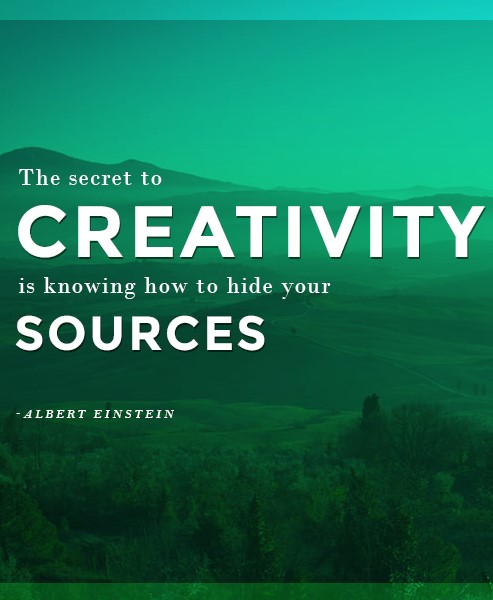 The secret to
CREATIVITY
is knowing how to hide your
SOURCES
-ALBERT EINSTEIN